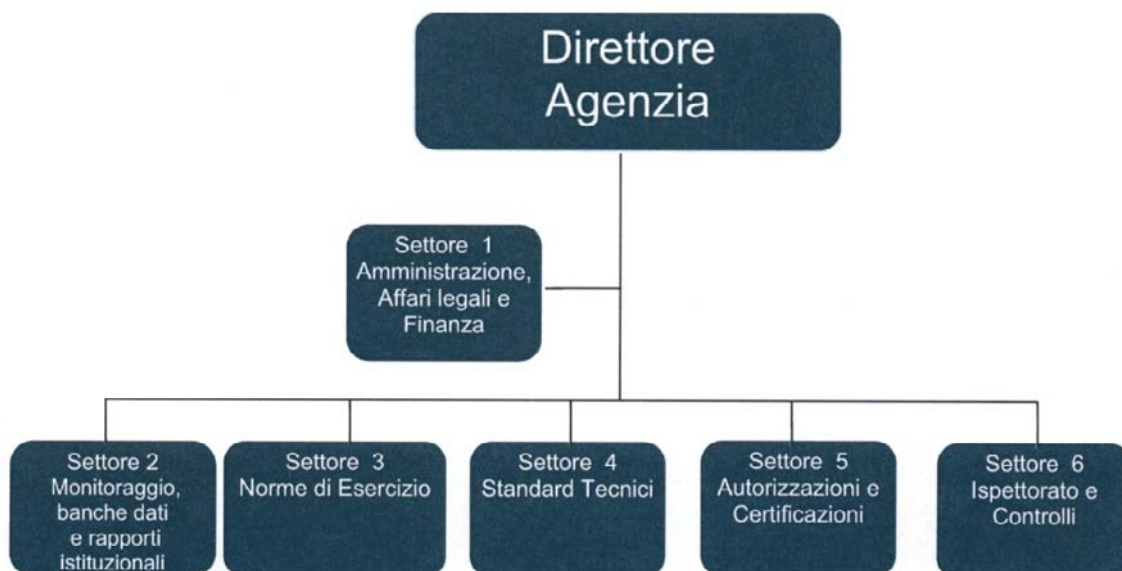 Direttore
Agenzia
Settore 1
Amministrazione,
Affari legali e
Finanza
Settore 2
Monitoraggio,
banche dati
e rapporti
istituzionali
Settore 3
Norme di Esercizio
Settore 4
Standard Tecnici
Settore 5
Autorizzazioni e
Certificazioni
Settore 6
Ispettorato e
Controlli